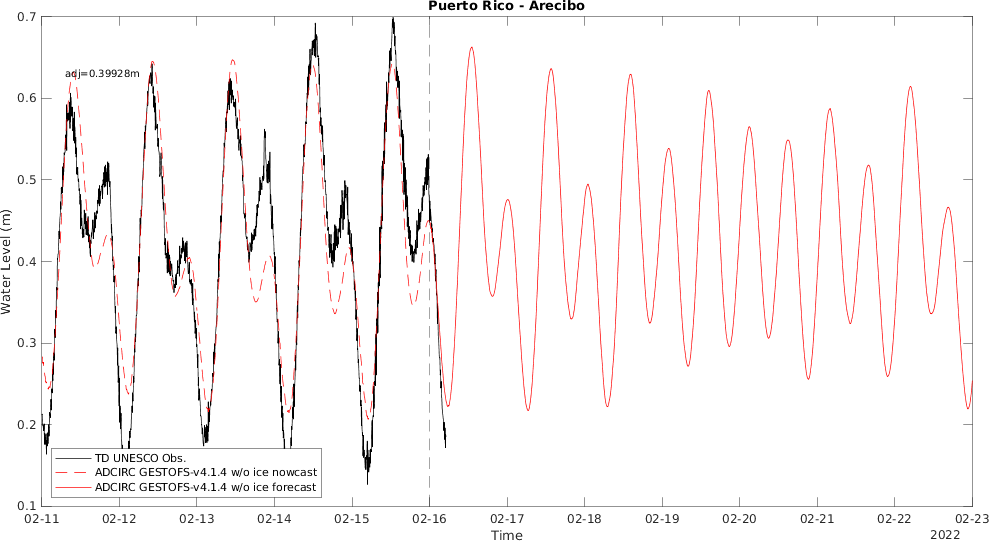 Puerto Rico - Arecibo
0.7
0.6
0.5
0.4
0.3
0.2
0.1
Water Level (m)
adj=0.39928m
TD UNESCO Obs.
ADCIRC GESTOFS-v4.1.4 w/o ice nowcast
ADCIRC GESTOFS-v4.1.4 w/o ice forecast
02-11 02-12 02-13 02-14 02-15 02-16 02-17 02-18 02-19 02-20 02-21 02-22 02-23
Time
2022